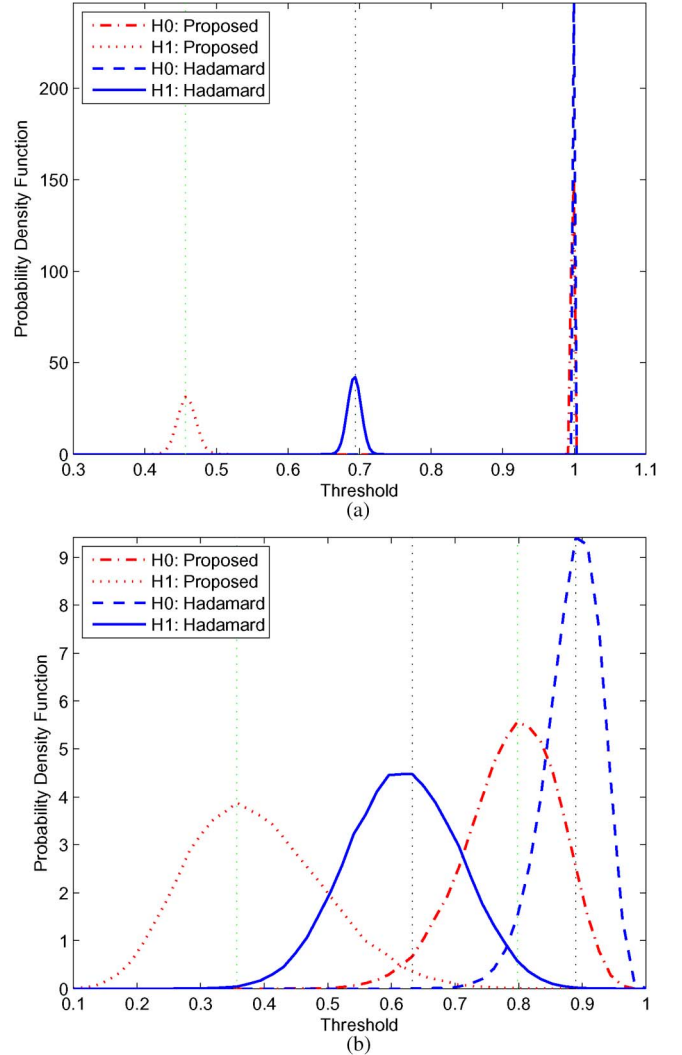 H0: Proposed
H1: Proposed
H0: Hadamard
H1: Hadamard
Probability Density Function
200
150
100
50
0
0.3 0.4 0.5 0.6 0.7 0.8 0.9 1 1.1
Threshold
(a)
H0: Proposed
H1: Proposed
H0: Hadamard
H1: Hadamard
Probability Density Function
9
8
7
6
5
4
3
2
1
0
0.1 0.2 0.3 0.4 0.5 0.6 0.7 0.8 0.9 1
Threshold
(b)